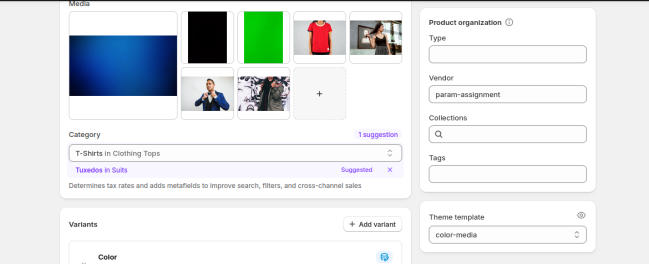 Media
Category
1 suggestion
T-Shirts in Clothing Tops
Tuxedos in Suits
Suggested
Determines tax rates and adds metafields to improve search, filters, and cross-channel sales
Variants
+ Add variant
Color
Product organization
Type
Vendor
param-assignment
Collections
Tags
Theme template
color-media